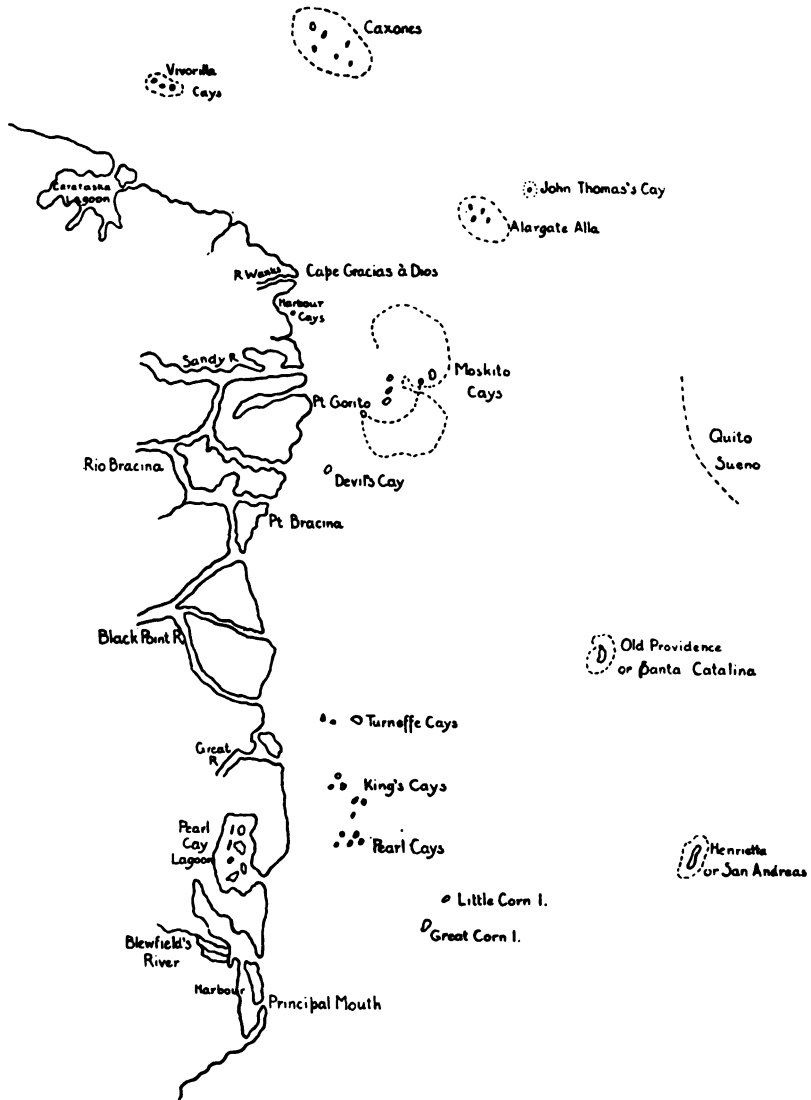 Caxones
Vivorilla
Cays
Carataska
Lagoon
John Thomas's Cay
Alargate Alla
R Wanks
Cape Gracias à Dios
Harbour
Cays
Sandy R.
Moskito
Cays
Pt Gorito
Quito
Sueno
Rio Bracina
Devil's Cay
Pt Bracina
Black Point R.
Old Providence
or Santa Catalina
Turneffe Cays
Great
R
King's Cays
Pearl
Cay
Lagoon
Pearl Cays
Henrietta
or San Andreas
Little Corn I.
Great Corn I.
Blewfield's
River
Harbour
Principal Mouth